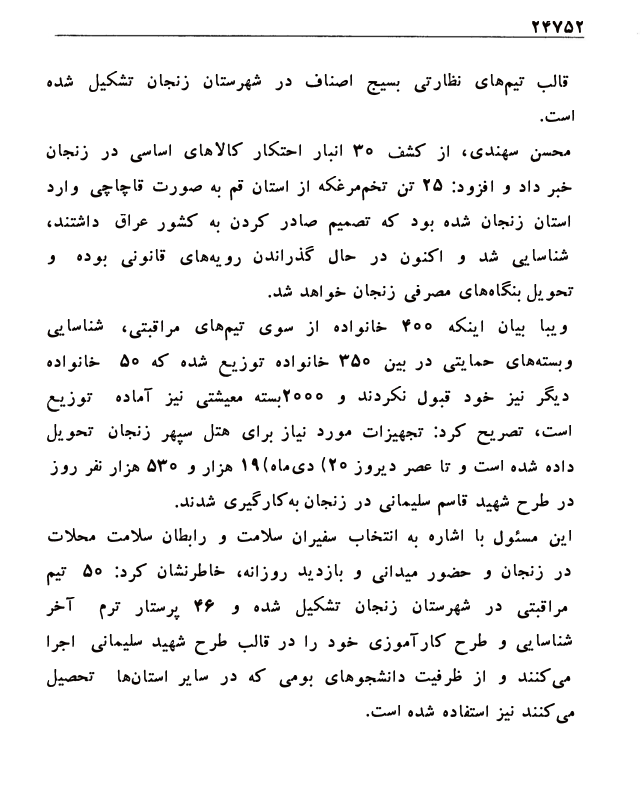 ۲۴۷۵۲
قالب تیم‌های نظارتی بسیج اصناف در شهرستان زنجان تشکیل شده
است.
محسن سهندی، از کشف ۳۰ انبار احتکار کالاهای اساسی در زنجان
خبر داد و افزود: ۲۵ تن تخم‌مرغکه از استان قم به صورت قاچاچی وارد
استان زنجان شده بود که تصمیم صادر کردن به کشور عراق داشتند،
شناسایی شد و اکنون در حال گذراندن رویه‌های قانونی بوده و
تحویل بنگاه‌های مصرفی زنجان خواهد شد.
ویبا بیان اینکه ۴۰۰ خانواده از سوی تیم‌های مراقبتی، شناسایی
وبسته‌های حمایتی در بین ۳۵۰ خانواده توزیع شده که ۵۰ خانواده
دیگر نیز خود قبول نکردند و ۲۰۰۰بسته معیشتی نیز آماده توزیع
است، تصریح کرد: تجهیزات مورد نیاز برای هتل سپهر زنجان تحویل
داده شده است و تا عصر دیروز ۲۰) دی‌ماه)۱۹ هزار و ۵۳۰ هزار نفر روز
در طرح شهید قاسم سلیمانی در زنجان به‌کارگیری شدند.
این مسئول با اشاره به انتخاب سفیران سلامت و رابطان سلامت محلات
در زنجان و حضور میدانی و بازدید روزانه، خاطرنشان کرد: ۵۰ تیم
مراقبتی در شهرستان زنجان تشکیل شده و ۴۶ پرستار ترم آخر
شناسایی و طرح کارآموزی خود را در قالب طرح شهید سلیمانی اجرا
می‌کنند و از ظرفیت دانشجوهای بومی که در سایر استان‌ها تحصیل
می‌کنند نیز استفاده شده است.